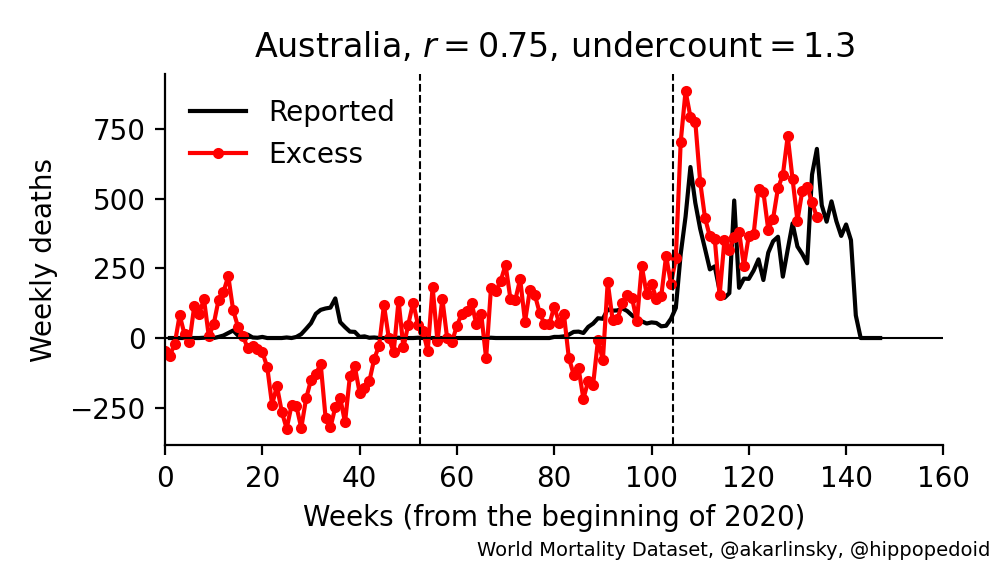 Australia, r = 0.75, undercount = 1.3
Reported
Excess
Weekly deaths
750
500
250
0
−250
0 20 40 60 80 100 120 140 160
Weeks (from the beginning of 2020)
World Mortality Dataset, @akarlinsky, @hippopedoid